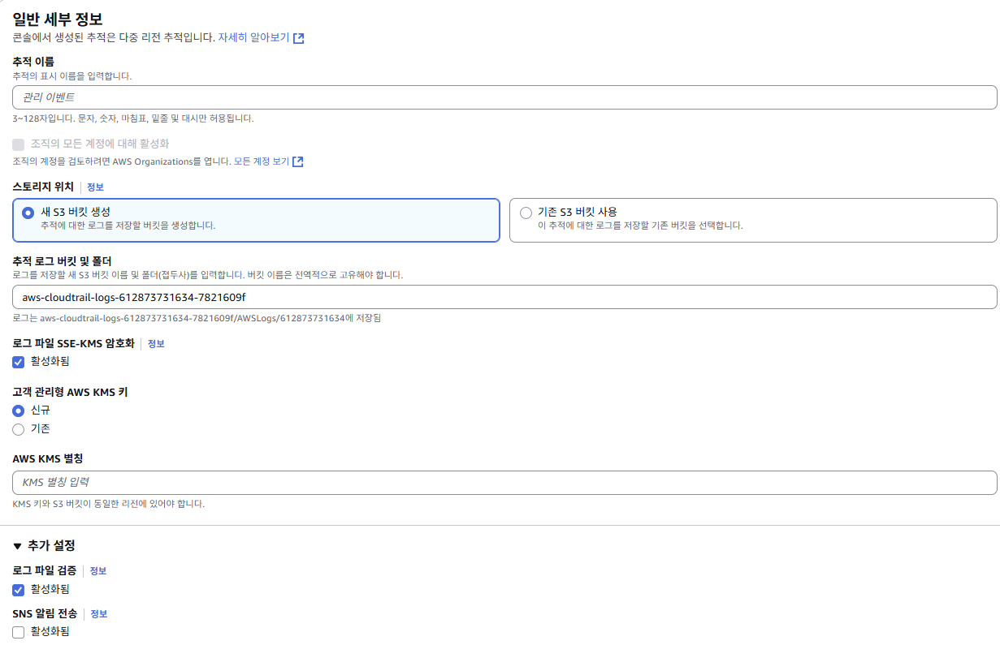 일반 세부 정보
콘솔에서 생성된 추적은 다중 리전 추적입니다. 자세히 알아보기
추적 이름
추적의 표시 이름을 입력합니다.
관리 이벤트
3~128자입니다. 문자, 숫자, 마침표, 밑줄 및 대시만 허용됩니다.
조직의 모든 계정에 대해 활성화
조직의 계정을 검토하려면 AWS Organizations를 엽니다. 모든 계정 보기
스토리지 위치 정보
새 S3 버킷 생성
추적에 대한 로그를 저장할 버킷을 생성합니다.
기존 S3 버킷 사용
이 추적에 대한 로그를 저장할 기존 버킷을 선택합니다.
추적 로그 버킷 및 폴더
로그를 저장할 새 S3 버킷 이름 및 폴더(접두사)를 입력합니다. 버킷 이름은 전역적으로 고유해야 합니다.
aws-cloudtrail-logs-612873731634-7821609f
로그는 aws-cloudtrail-logs-612873731634-7821609f/AWSLogs/612873731634에 저장됨
로그 파일 SSE-KMS 암호화 정보
활성화됨
고객 관리형 AWS KMS 키
신규
기존
AWS KMS 별칭
KMS 별칭 입력
KMS 키와 S3 버킷이 동일한 리전에 있어야 합니다.
추가 설정
로그 파일 검증 정보
활성화됨
SNS 알림 전송 정보
활성화됨